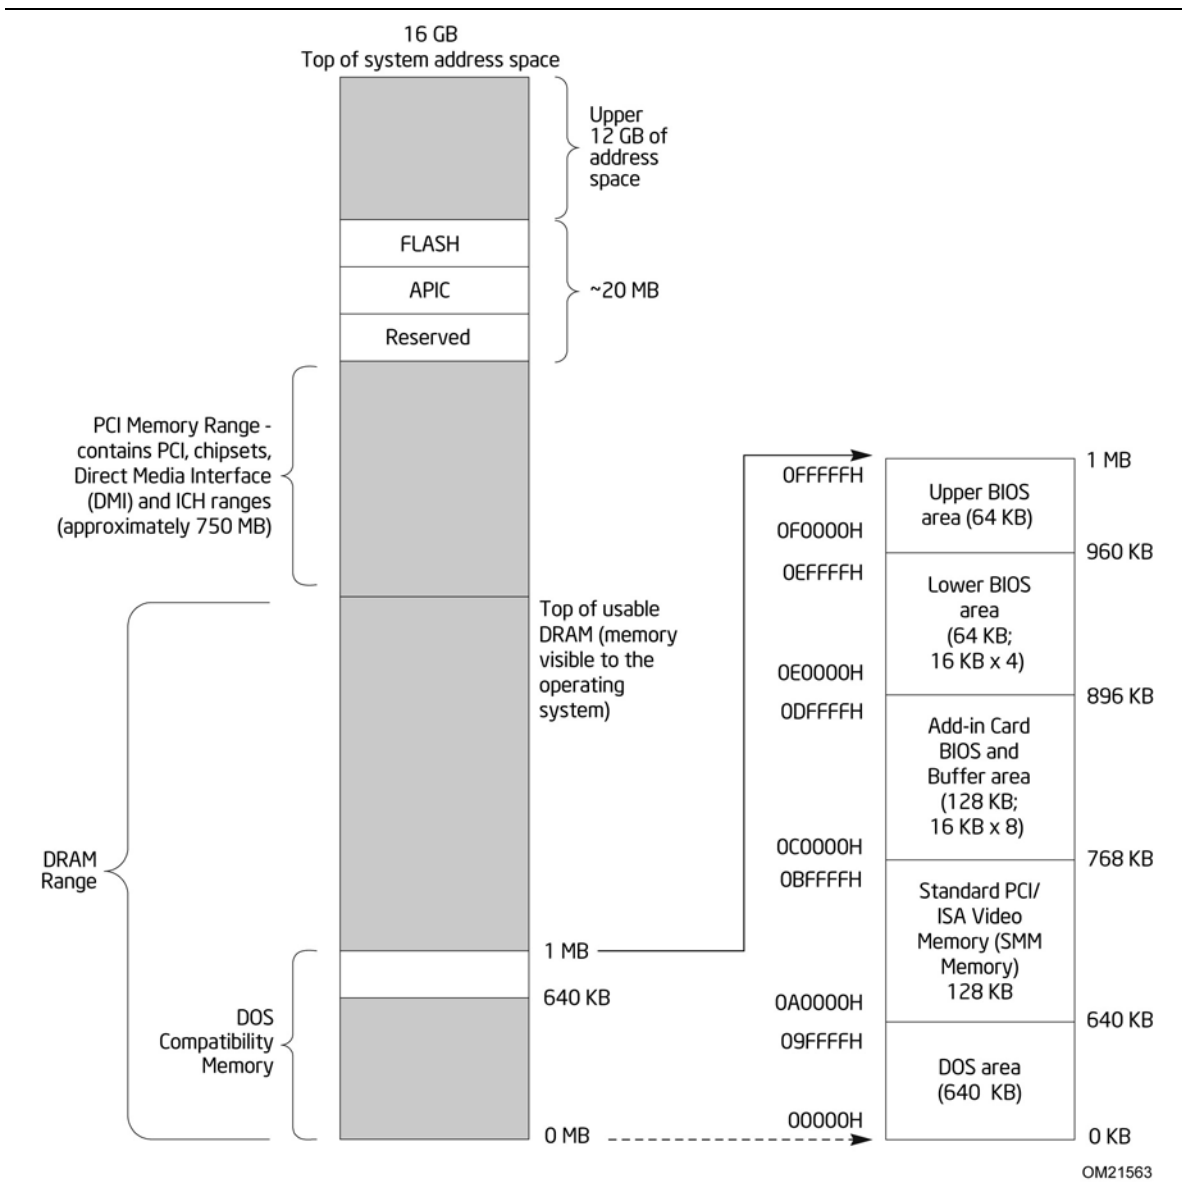 16 GB
Top of system address space
Upper
12 GB of
address
space
FLASH
APIC
~20 MB
Reserved
PCI Memory Range -
contains PCI, chipsets,
Direct Media Interface
(DMI) and ICH ranges
(approximately 750 MB)
Top of usable
DRAM (memory
visible to the
operating
system)
DRAM
Range
1 MB
640 KB
DOS
Compatibility
Memory
0 MB
0FFFFFH
1 MB
Upper BIOS
area (64 KB)
0F0000H
960 KB
0EFFFFH
Lower BIOS
area
(64 KB;
16 KB x 4)
0E0000H
896 KB
0DFFFFH
Add-in Card
BIOS and
Buffer area
(128 KB;
16 KB x 8)
0C0000H
768 KB
0BFFFFH
Standard PCI/
ISA Video
Memory (SMM
Memory)
128 KB
0A0000H
640 KB
09FFFFH
DOS area
(640 KB)
00000H
0 KB
OM21563